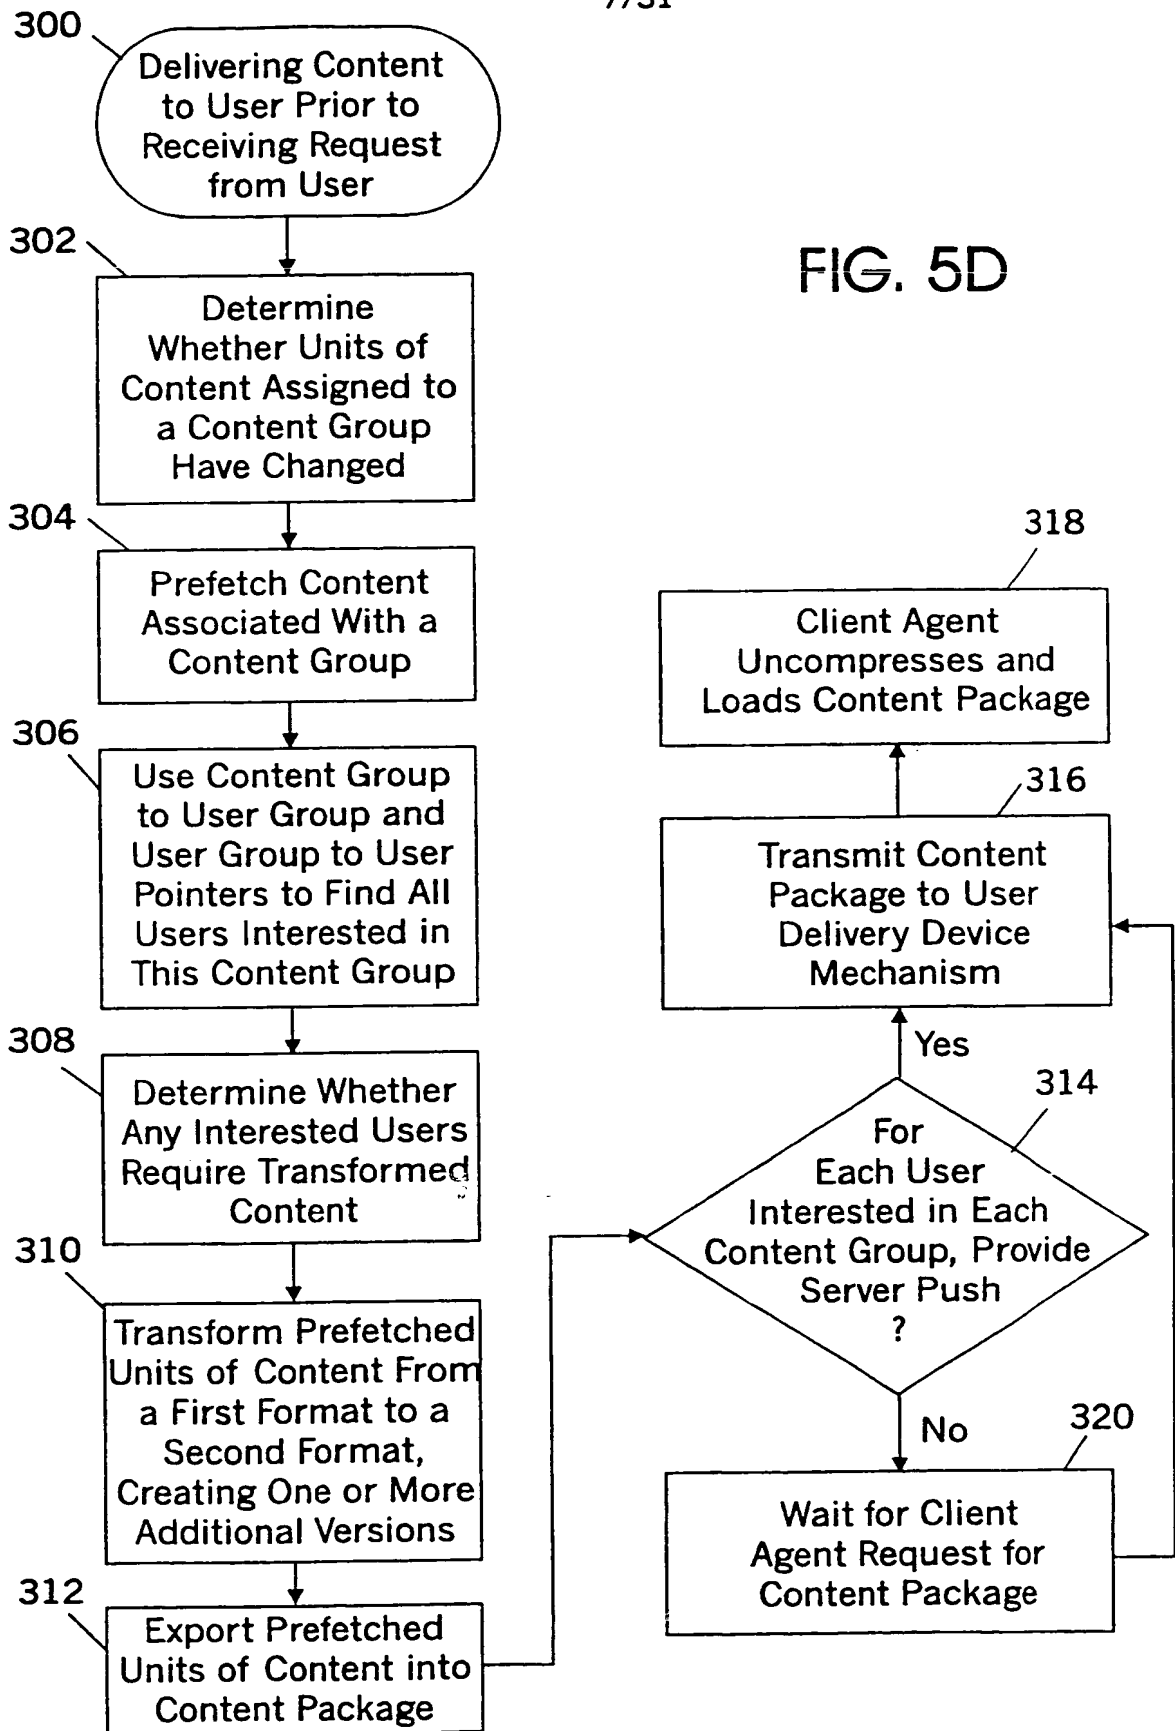 7/31
300
Delivering Content
to User Prior to
Receiving Request
from User
302
Determine
Whether Units of
Content Assigned to
a Content Group
Have Changed
304
Prefetch Content
Associated With a
Content Group
306
Use Content Group
to User Group and
User Group to User
Pointers to Find All
Users Interested in
This Content Group
308
Determine Whether
Any Interested Users
Require Transformed
Content
310
Transform Prefetched
Units of Content From
a First Format to a
Second Format,
Creating One or More
Additional Versions
312
Export Prefetched
Units of Content into
Content Package
FIG. 5D
318
Client Agent
Uncompresses and
Loads Content Package
316
Transmit Content
Package to User
Delivery Device
Mechanism
Yes
314
For
Each User
Interested in Each
Content Group, Provide
Server Push
?
No
320
Wait for Client
Agent Request for
Content Package